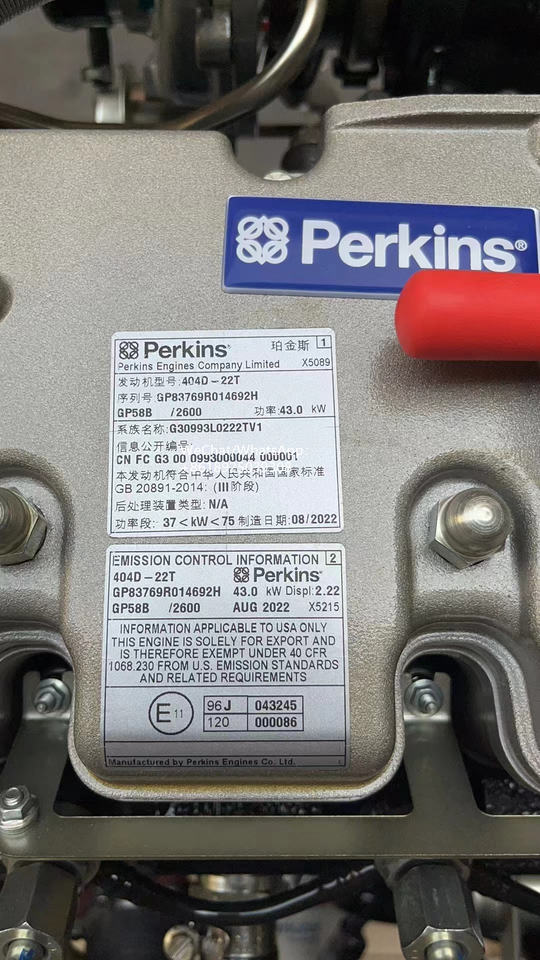 Perkins®
Perkins® 珀金斯 1
Perkins Engines Company Limited X5089
发动机型号: 404D-22T
序列号: GP83769R014692H
GP58B /2600 功率: 43.0 kW
系族名称: G30993L0222TV1
信息公开编号:
CN FC G3 00 0993000044 000001
本发动机符合中华人民共和国国家标准
GB 20891-2014: (III 阶段)
后处理装置类型: N/A
功率段: 37<kW<75 制造日期: 08/2022
EMISSION CONTROL INFORMATION 2
404D-22T Perkins®
GP83769R014692H 43.0 kW Displ: 2.22
GP58B /2600 AUG 2022 X5215
INFORMATION APPLICABLE TO USA ONLY
THIS ENGINE IS SOLELY FOR EXPORT AND
IS THEREFORE EXEMPT UNDER 40 CFR
1068.230 FROM U.S. EMISSION STANDARDS
AND RELATED REQUIREMENTS
E 11
96J 043245
120 000086
Manufactured by Perkins Engines Co. Ltd.